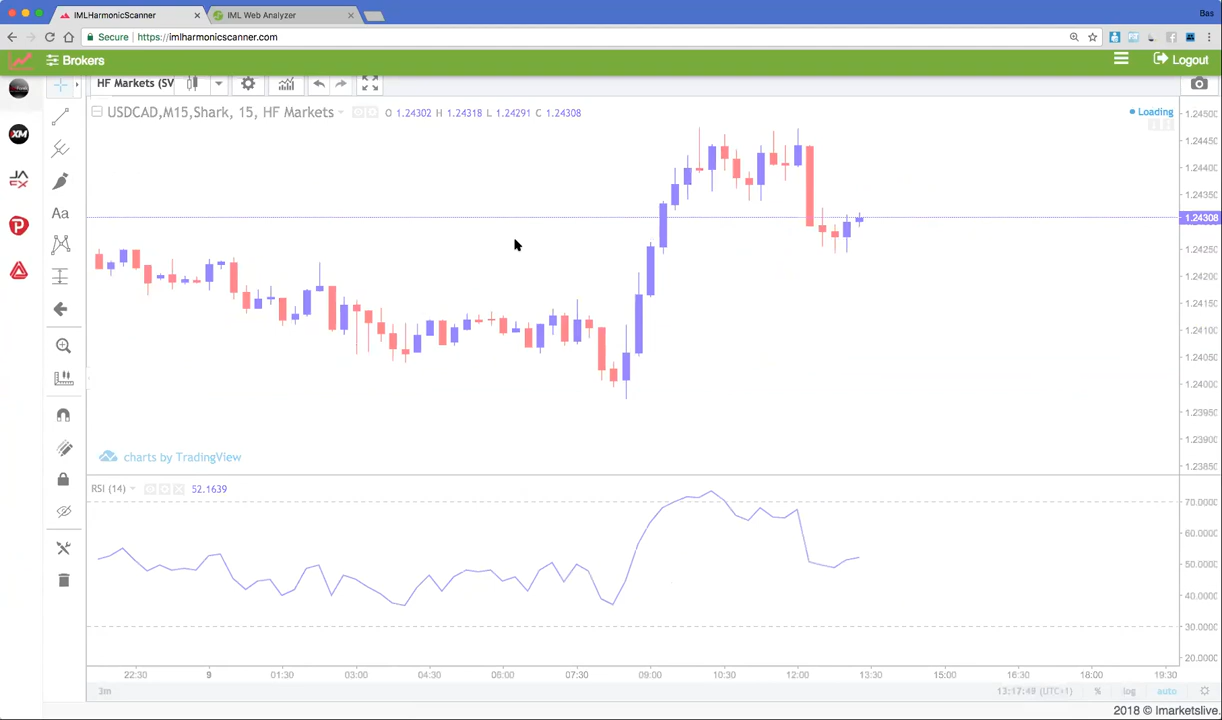 IMLHarmonicScanner
IML Web Analyzer
Bas
Secure
https://imlharmonicscanner.com
Brokers
Logout
HF Markets (SV
XM
JAFX
Aa
USDCAD,M15,Shark, 15, HF Markets
O 1.24302 H 1.24318 L 1.24291 C 1.24308
Loading
1.24500
1.24450
1.24400
1.24350
1.24308
1.24250
1.24200
1.24150
1.24100
1.24050
1.24000
1.23950
1.23900
1.23850
charts by TradingView
RSI (14)
52.1639
70.0000
60.0000
50.0000
40.0000
30.0000
20.0000
22:30 9 01:30 03:00 04:30 06:00 07:30 09:00 10:30 12:00 13:30 15:00 16:30 18:00 19:30
3m
13:17:49 (UTC+1) % log auto
2018 © Imarketslive.